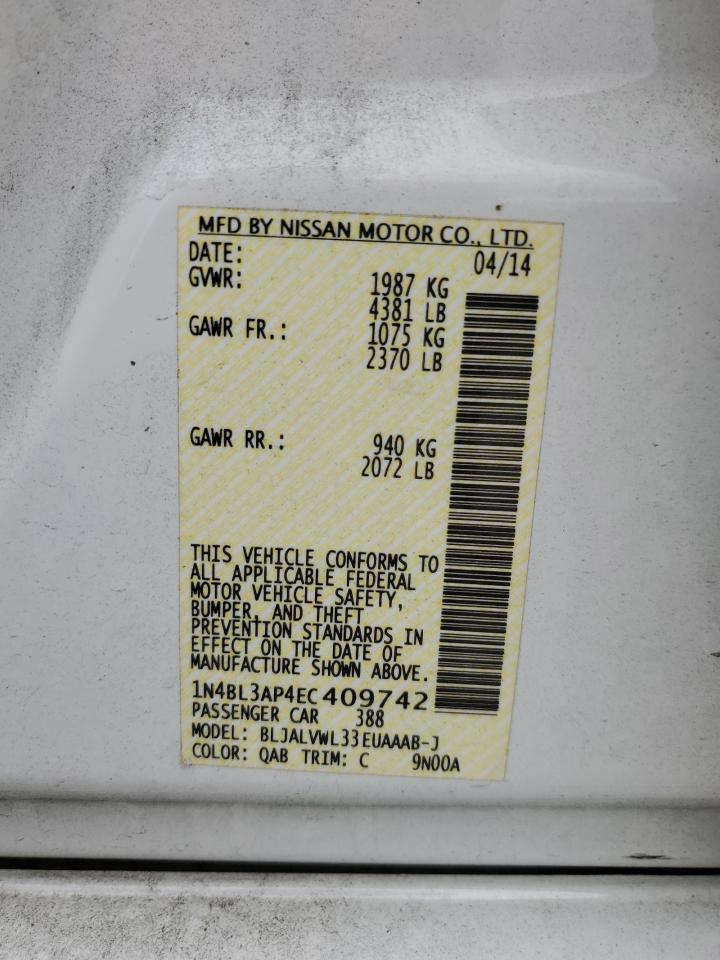 MFD BY NISSAN MOTOR CO., LTD.
DATE: 04/14
GVWR: 1987 KG
4381 LB
GAWR FR.: 1075 KG
2370 LB
GAWR RR.: 940 KG
2072 LB
THIS VEHICLE CONFORMS TO
ALL APPLICABLE FEDERAL
MOTOR VEHICLE SAFETY,
BUMPER, AND THEFT
PREVENTION STANDARDS IN
EFFECT ON THE DATE OF
MANUFACTURE SHOWN ABOVE.
1N4BL3AP4EC409742
PASSENGER CAR 388
MODEL: BLJALVWL33EUAAAB-J
COLOR: QAB TRIM: C 9N00A